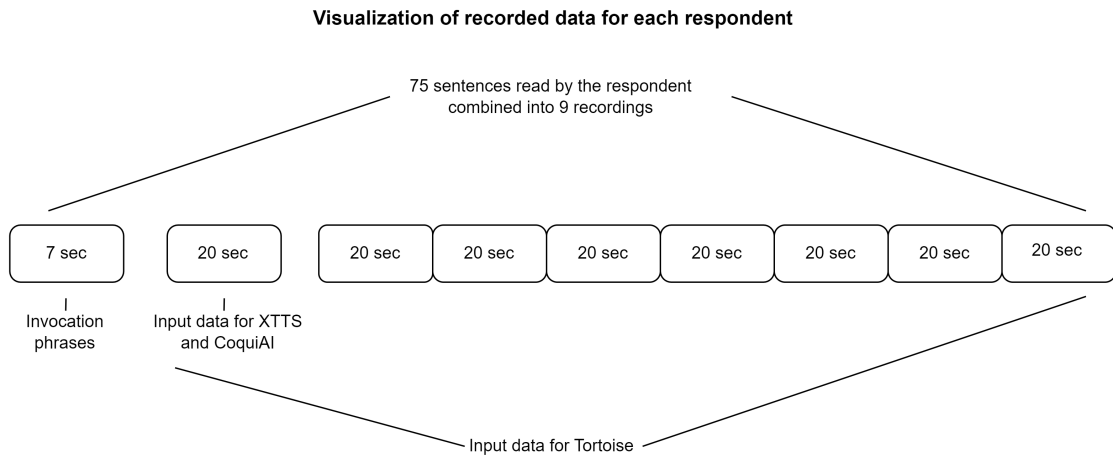 Visualization of recorded data for each respondent
75 sentences read by the respondent
combined into 9 recordings
7 sec
20 sec
20 sec
20 sec
20 sec
20 sec
20 sec
20 sec
20 sec
Invocation
phrases
Input data for XTTS
and CoquiAI
Input data for Tortoise